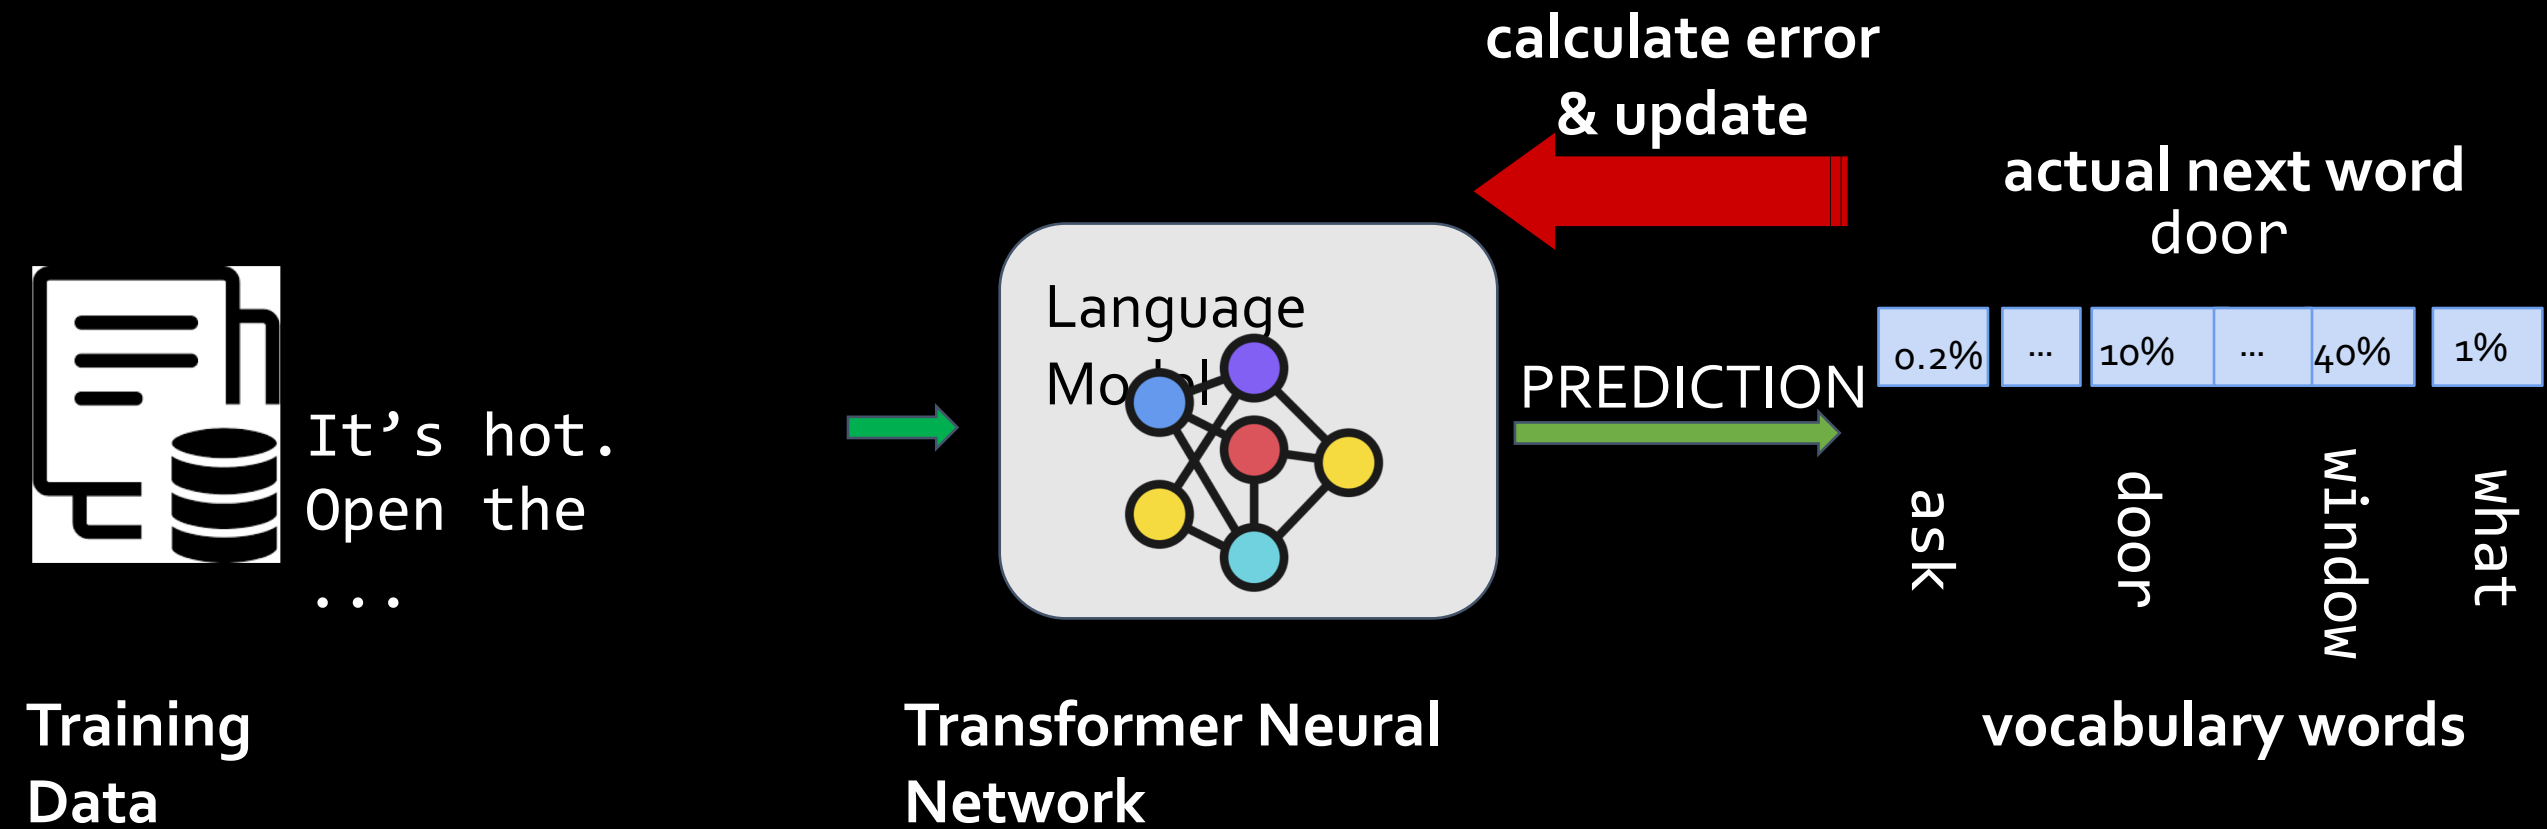 calculate error
& update
actual next word
door
Language
Model
It’s hot.
Open the
...
PREDICTION
0.2% ... 10% ... 40% 1%
ask
door
window
what
Training
Data
Transformer Neural
Network
vocabulary words